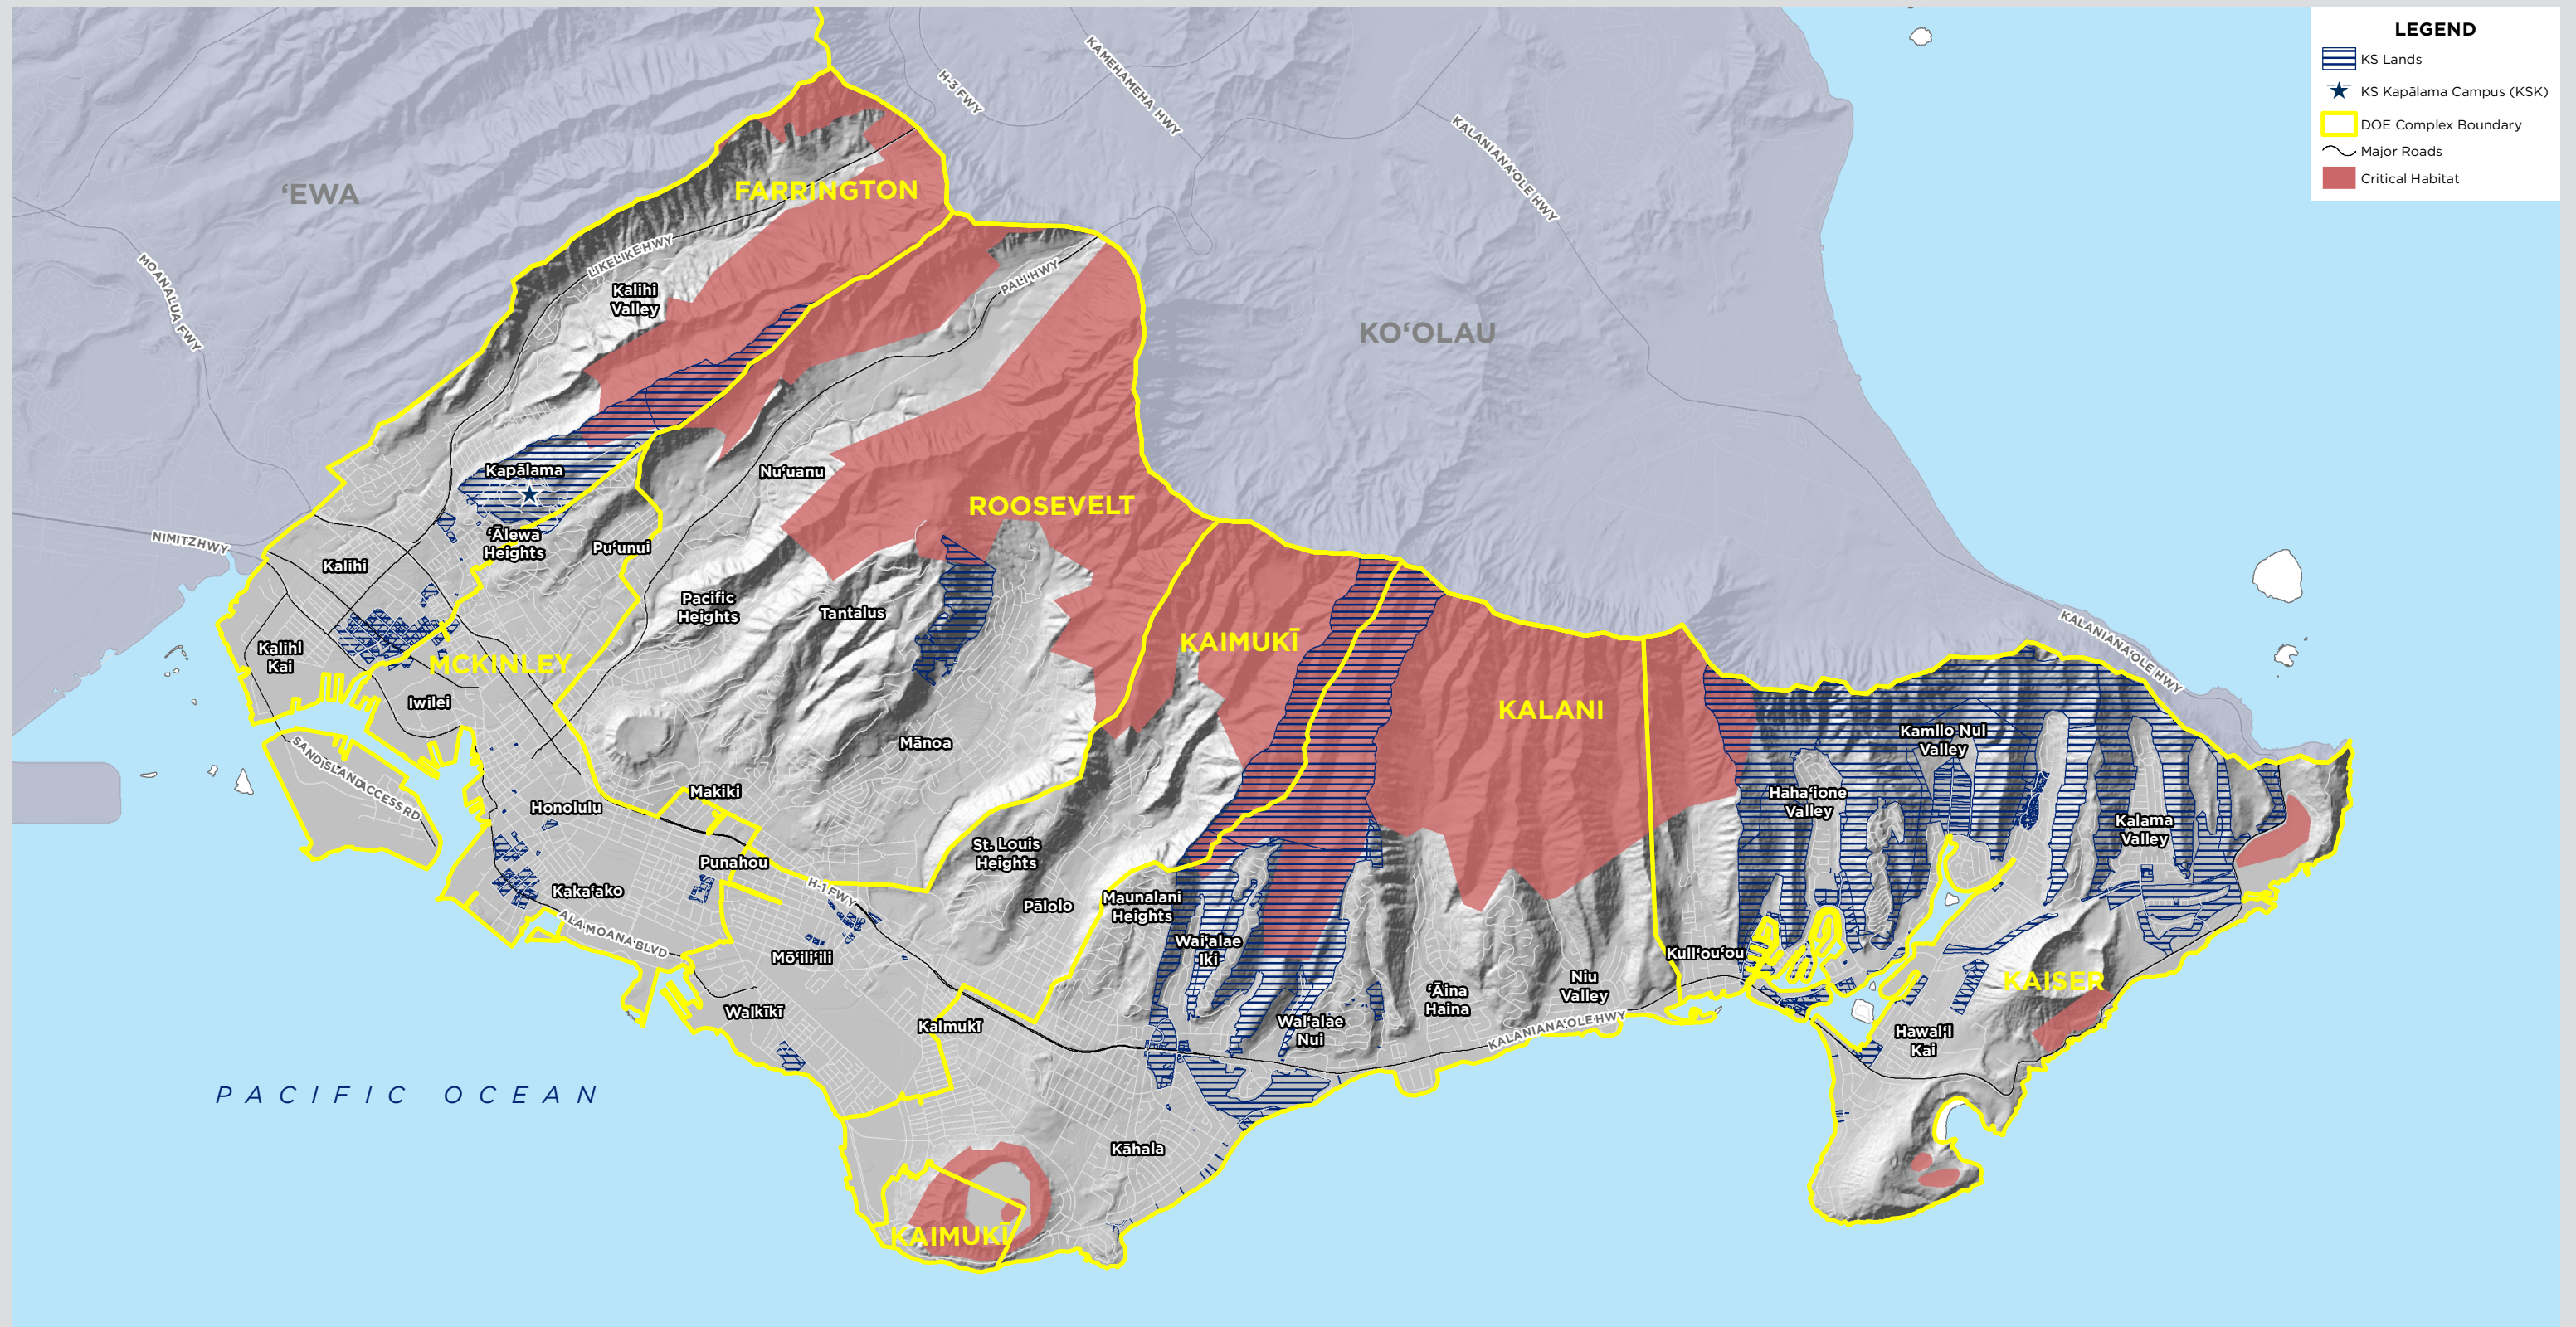 LEGEND
KS Lands
KS Kapālama Campus (KSK)
DOE Complex Boundary
Major Roads
Critical Habitat
KAMEHAMEHA HWY
H-3 FWY
KALANIANAʻOLE HWY
ʻEWA
FARRINGTON
MOANALUA FWY
LIKELIKE HWY
PALI HWY
Kalihi
Valley
KOʻOLAU
Kapālama
Nuʻuanu
ROOSEVELT
ʻĀlewa
Heights
Puʻunui
NIMITZ HWY
Kalihi
Pacific
Heights
Tantalus
KAIMUKĪ
KALANIANAʻOLE HWY
Kalihi
Kai
MCKINLEY
Iwilei
KALANI
Mānoa
Kamilo Nui
Valley
SAND ISLAND ACCESS RD
Makiki
Honolulu
Hahaʻione
Valley
Kalama
Valley
St. Louis
Heights
Punahou
H-1 FWY
Kakaʻako
Pālolo
Maunalani
Heights
ALA MOANA BLVD
Waiʻalae
Iki
Mōʻiliʻili
Kuliʻouʻou
KAISER
Niu
Valley
ʻĀina
Haina
Waikīkī
Kaimukī
Waiʻalae
Nui
KALANIANAʻOLE HWY
Hawaiʻi
Kai
PACIFIC OCEAN
Kāhala
KAIMUKĪ